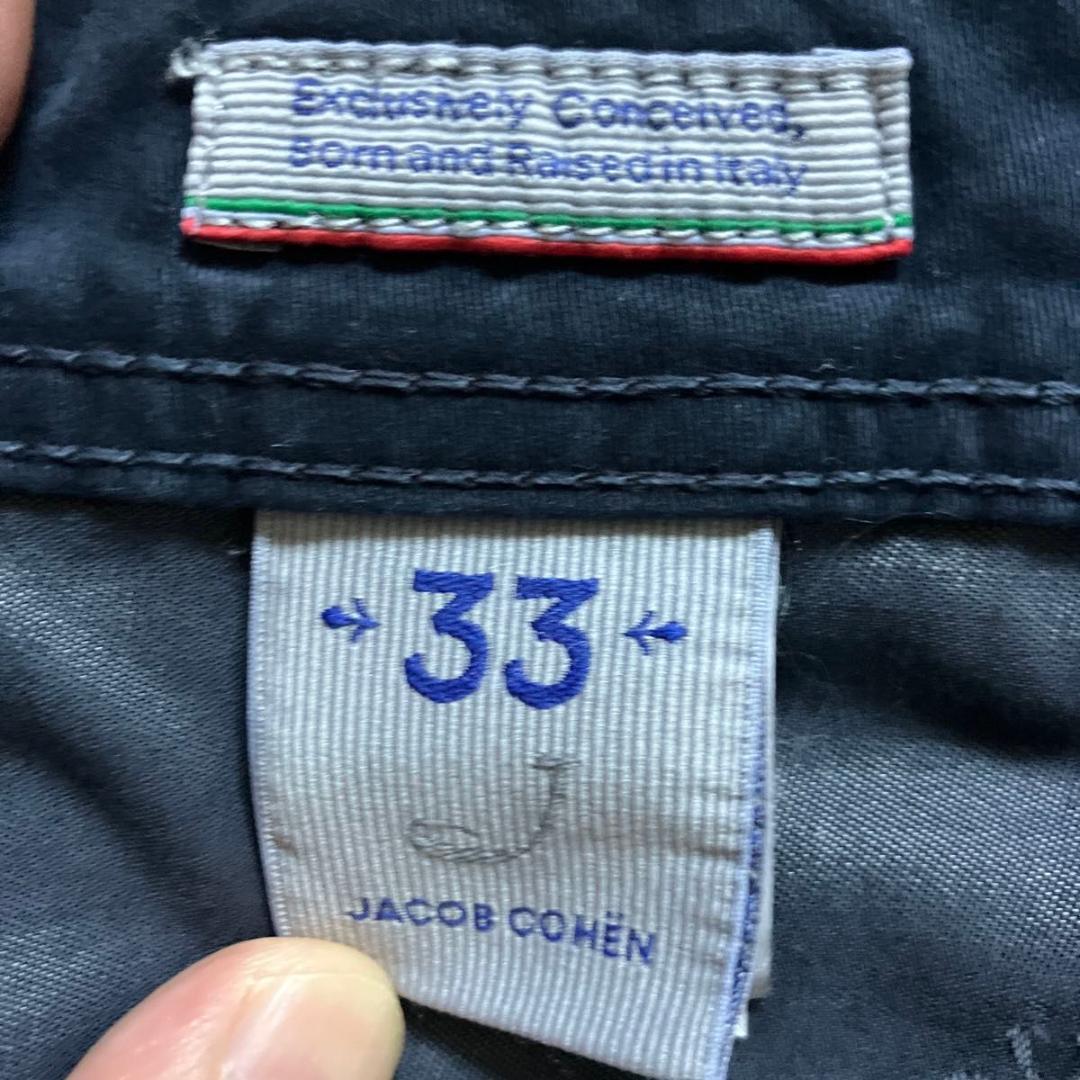 Exclusively Conceived,
Born and Raised in Italy
33
J
JACOB COHËN